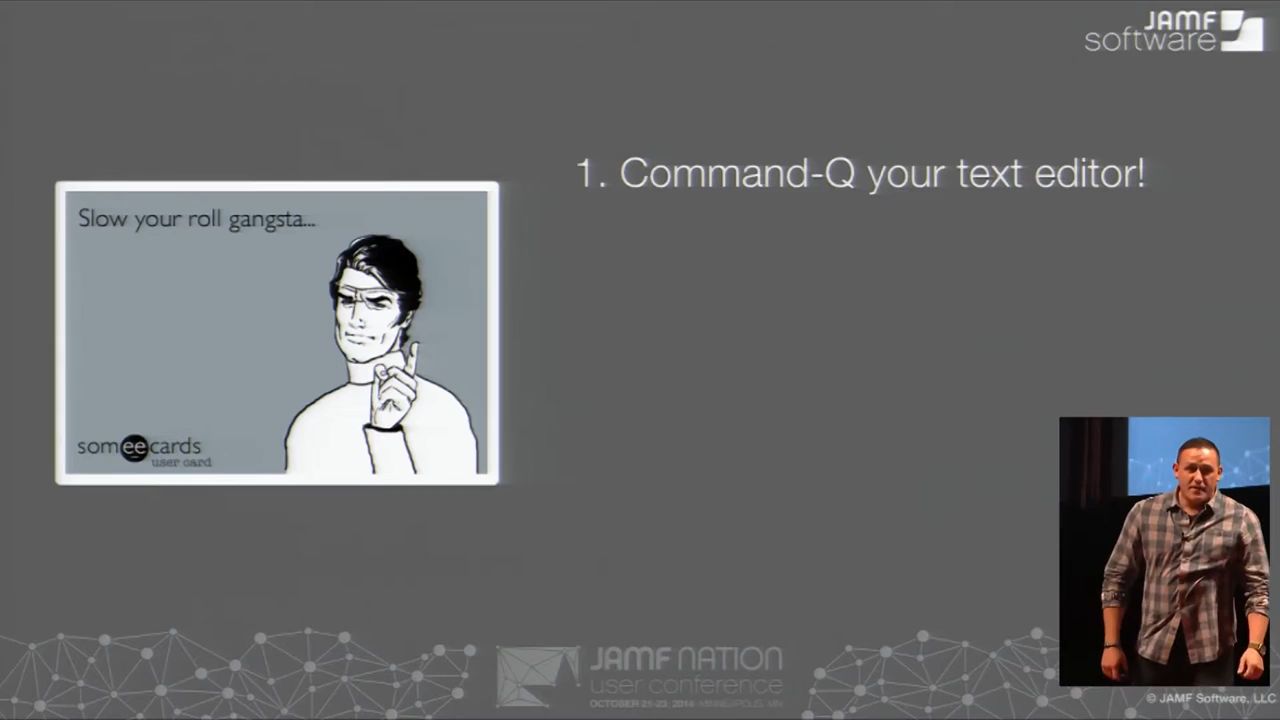 JAMF
software
1. Command-Q your text editor!
Slow your roll gangsta...
someecards
user card
JAMF NATION
user conference
OCTOBER 21-23, 2014 MINNEAPOLIS, MN
© JAMF Software, LLC